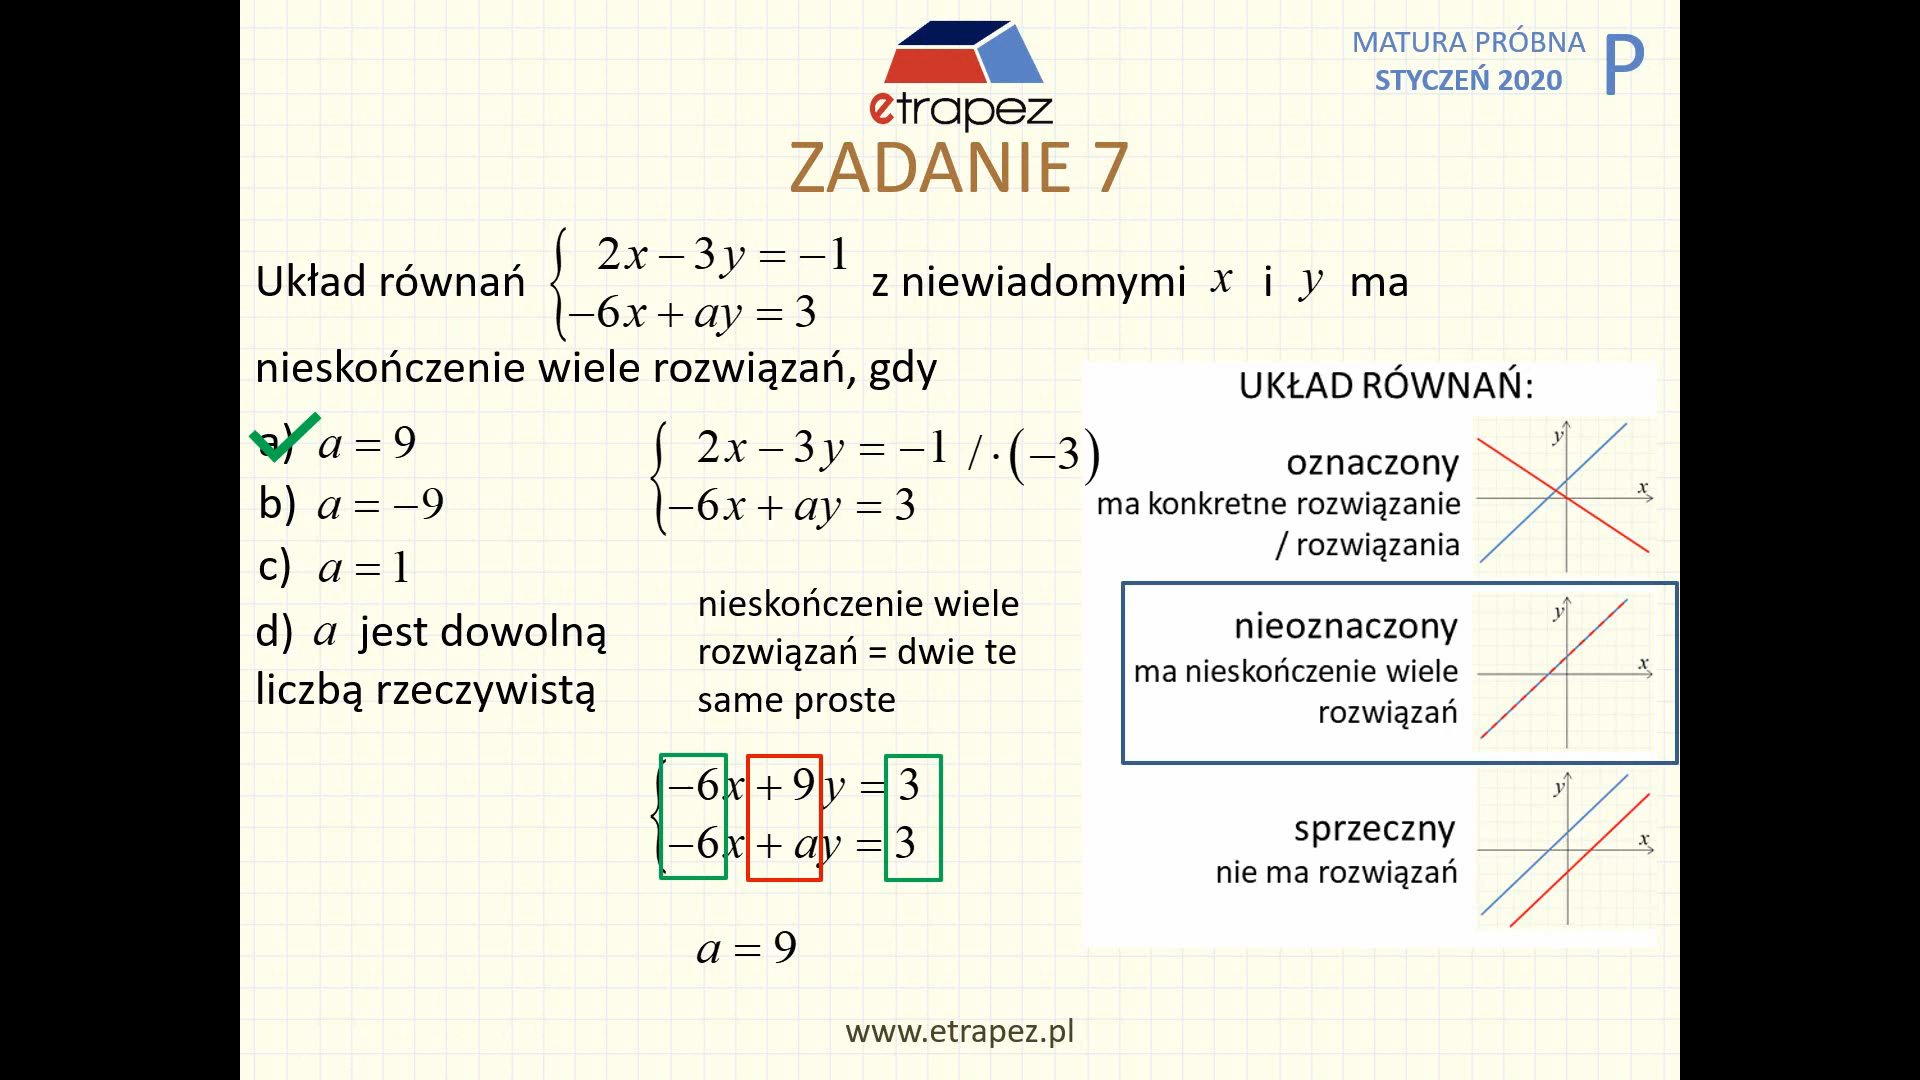 MATURA PRÓBNA
STYCZEŃ 2020
P
etrapez
ZADANIE 7
Układ równań { 2x − 3y = −1
−6x + ay = 3 z niewiadomymi x i y ma
nieskończenie wiele rozwiązań, gdy
a) a = 9
b) a = −9
c) a = 1
d) a jest dowolną
liczbą rzeczywistą
{ 2x − 3y = −1 / · (−3)
−6x + ay = 3
nieskończenie wiele
rozwiązań = dwie te
same proste
{ −6x + 9y = 3
−6x + ay = 3
a = 9
UKŁAD RÓWNAŃ:
oznaczony
ma konkretne rozwiązanie
/ rozwiązania
y
x
nieoznaczony
ma nieskończenie wiele
rozwiązań
y
x
sprzeczny
nie ma rozwiązań
y
x
www.etrapez.pl